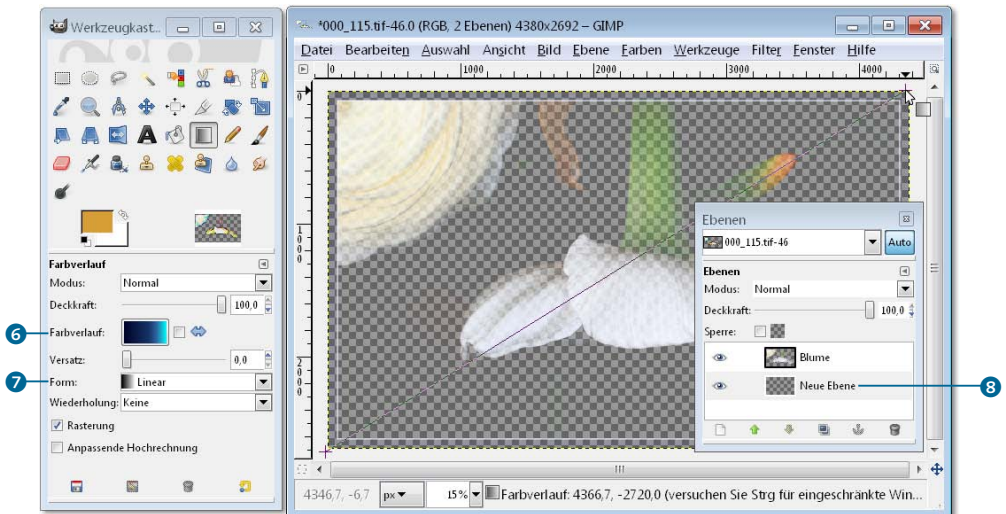 Werkzeugkast...
Farbverlauf
Modus: Normal
Deckkraft: 100,0
6 Farbverlauf:
Versatz: 0,0
7 Form: Linear
Wiederholung: Keine
Rasterung
Anpassende Hochrechnung
*000_115.tif-46.0 (RGB, 2 Ebenen) 4380x2692 – GIMP
Datei Bearbeiten Auswahl Ansicht Bild Ebene Farben Werkzeuge Filter Fenster Hilfe
0 1000 2000 3000 4000
0
1000
2000
Ebenen
000_115.tif-46 Auto
Ebenen
Modus: Normal
Deckkraft: 100,0
Sperre:
Blume
Neue Ebene 8
4346,7, -6,7 px 15% Farbverlauf: 4366,7, -2720,0 (versuchen Sie Strg für eingeschränkte Win...